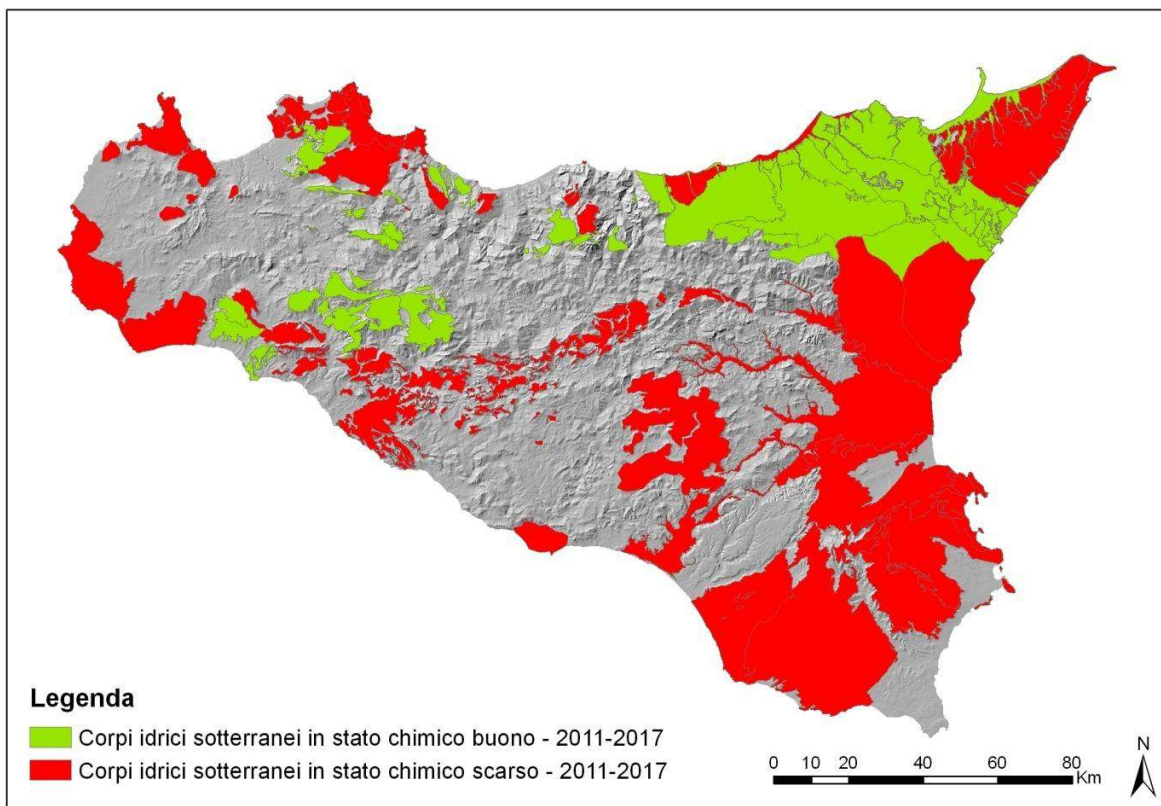 Legenda
Corpi idrici sotterranei in stato chimico buono - 2011-2017
Corpi idrici sotterranei in stato chimico scarso - 2011-2017
0 10 20 40 60 80
Km
N